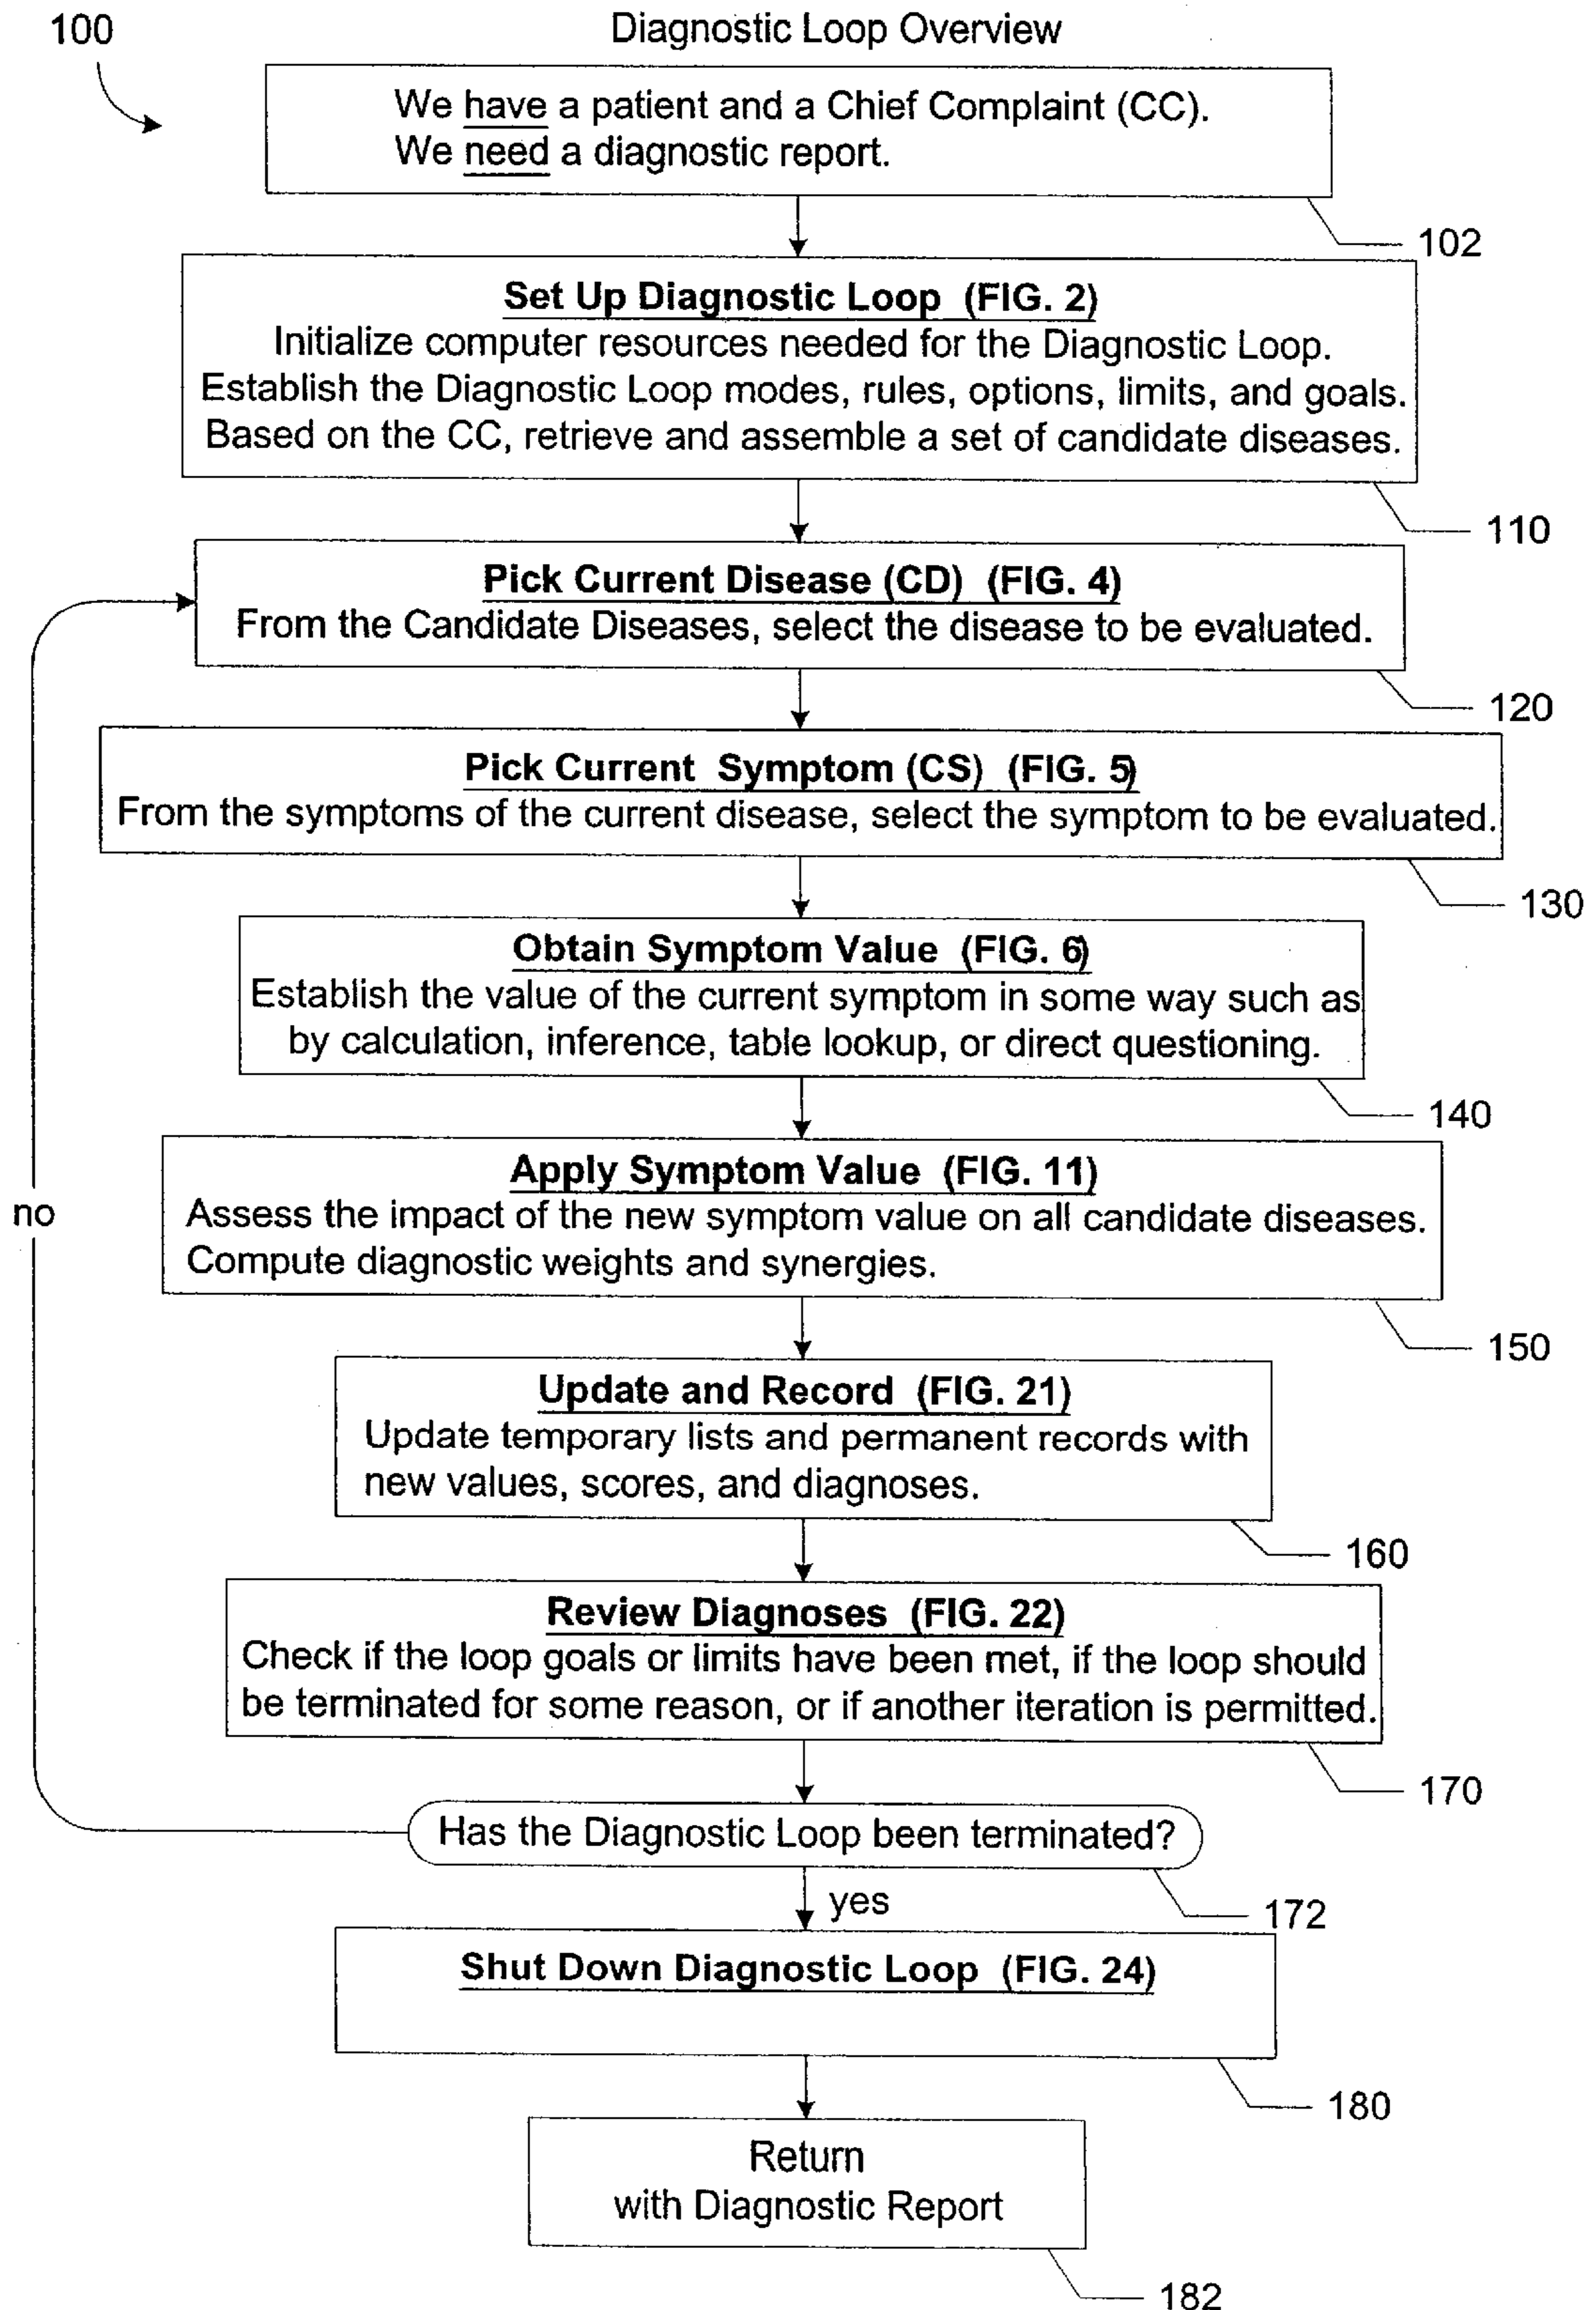 100
Diagnostic Loop Overview
We have a patient and a Chief Complaint (CC).
We need a diagnostic report.
102
Set Up Diagnostic Loop (FIG. 2)
Initialize computer resources needed for the Diagnostic Loop.
Establish the Diagnostic Loop modes, rules, options, limits, and goals.
Based on the CC, retrieve and assemble a set of candidate diseases.
110
Pick Current Disease (CD) (FIG. 4)
From the Candidate Diseases, select the disease to be evaluated.
120
Pick Current Symptom (CS) (FIG. 5)
From the symptoms of the current disease, select the symptom to be evaluated.
130
Obtain Symptom Value (FIG. 6)
Establish the value of the current symptom in some way such as
by calculation, inference, table lookup, or direct questioning.
140
Apply Symptom Value (FIG. 11)
no
Assess the impact of the new symptom value on all candidate diseases.
Compute diagnostic weights and synergies.
150
Update and Record (FIG. 21)
Update temporary lists and permanent records with
new values, scores, and diagnoses.
160
Review Diagnoses (FIG. 22)
Check if the loop goals or limits have been met, if the loop should
be terminated for some reason, or if another iteration is permitted.
170
Has the Diagnostic Loop been terminated?
yes
172
Shut Down Diagnostic Loop (FIG. 24)
180
Return
with Diagnostic Report
182